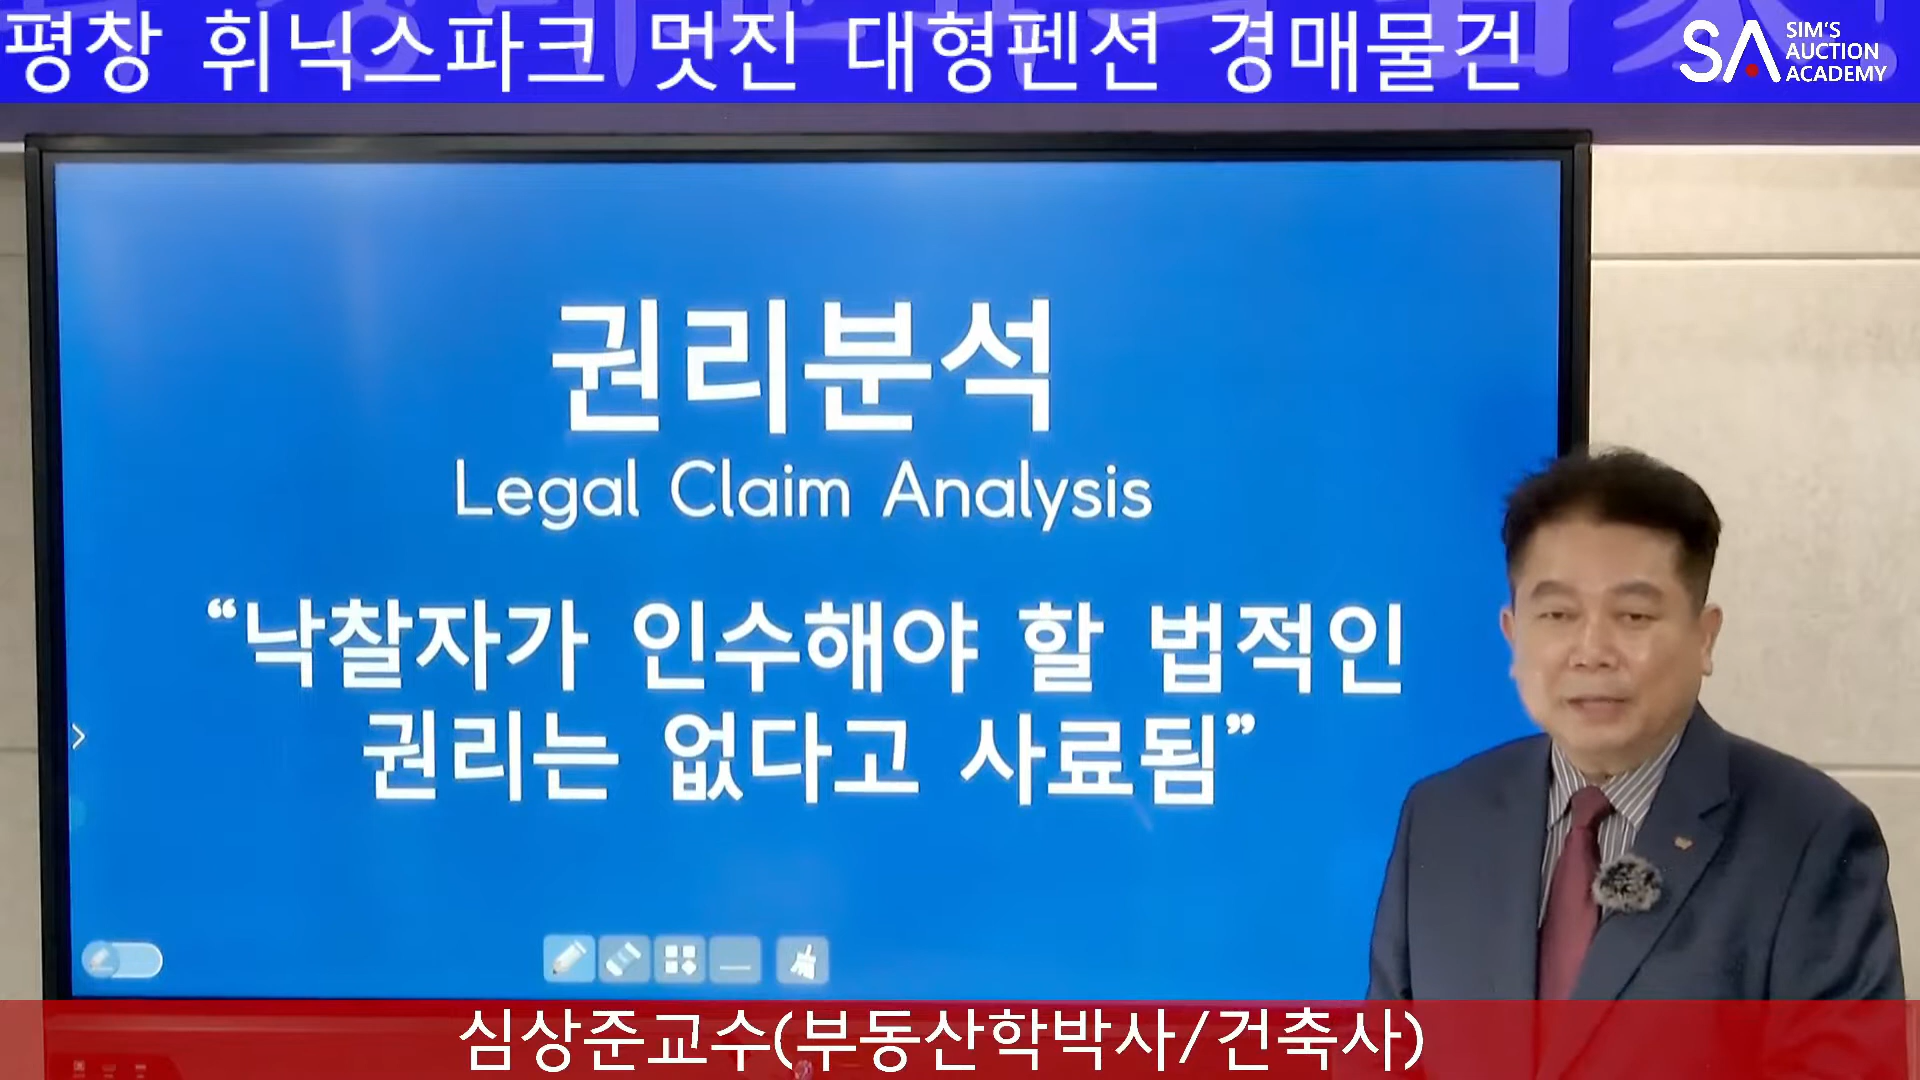 평창 휘닉스파크 멋진 대형펜션 경매물건
SA SIM'S
AUCTION
ACADEMY
권리분석
Legal Claim Analysis
“낙찰자가 인수해야 할 법적인
권리는 없다고 사료됨”
심상준교수(부동산학박사/건축사)